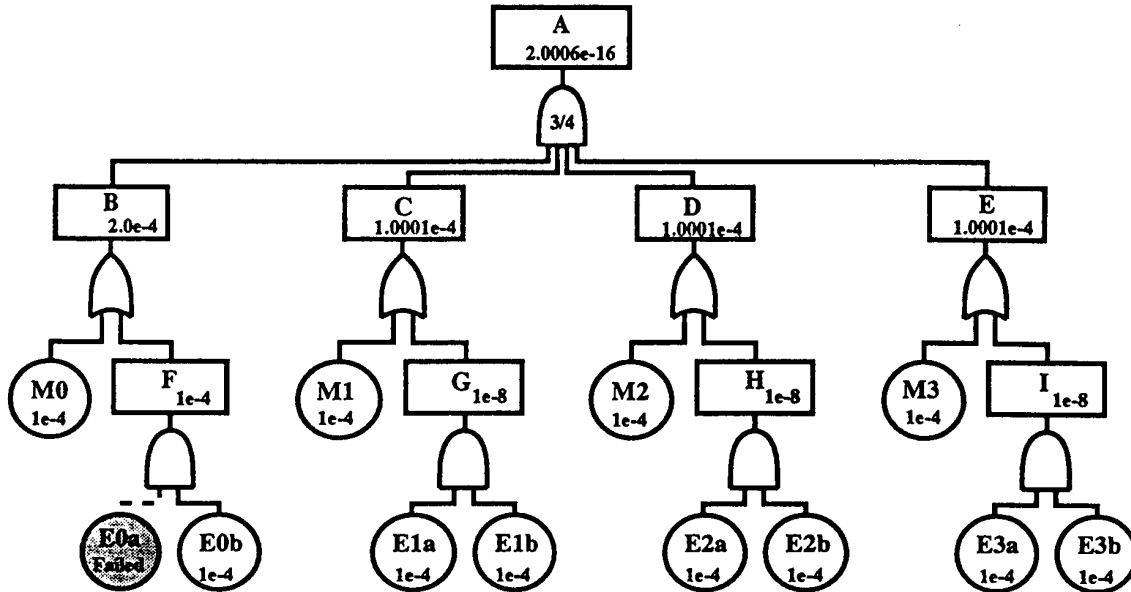 A
2.0006e-16
3/4
B
2.0e-4
C
1.0001e-4
D
1.0001e-4
E
1.0001e-4
M0
1e-4
F
1e-4
M1
1e-4
G
1e-8
M2
1e-4
H
1e-8
M3
1e-4
I
1e-8
E0a
Failed
E0b
1e-4
E1a
1e-4
E1b
1e-4
E2a
1e-4
E2b
1e-4
E3a
1e-4
E3b
1e-4